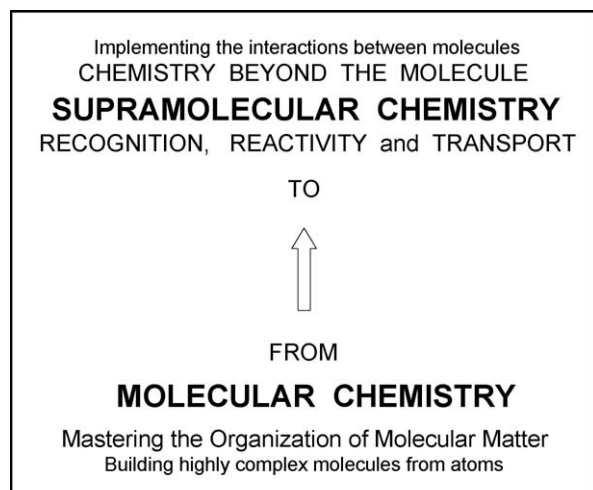 Implementing the interactions between molecules
CHEMISTRY BEYOND THE MOLECULE
SUPRAMOLECULAR CHEMISTRY
RECOGNITION, REACTIVITY and TRANSPORT
TO
FROM
MOLECULAR CHEMISTRY
Mastering the Organization of Molecular Matter
Building highly complex molecules from atoms